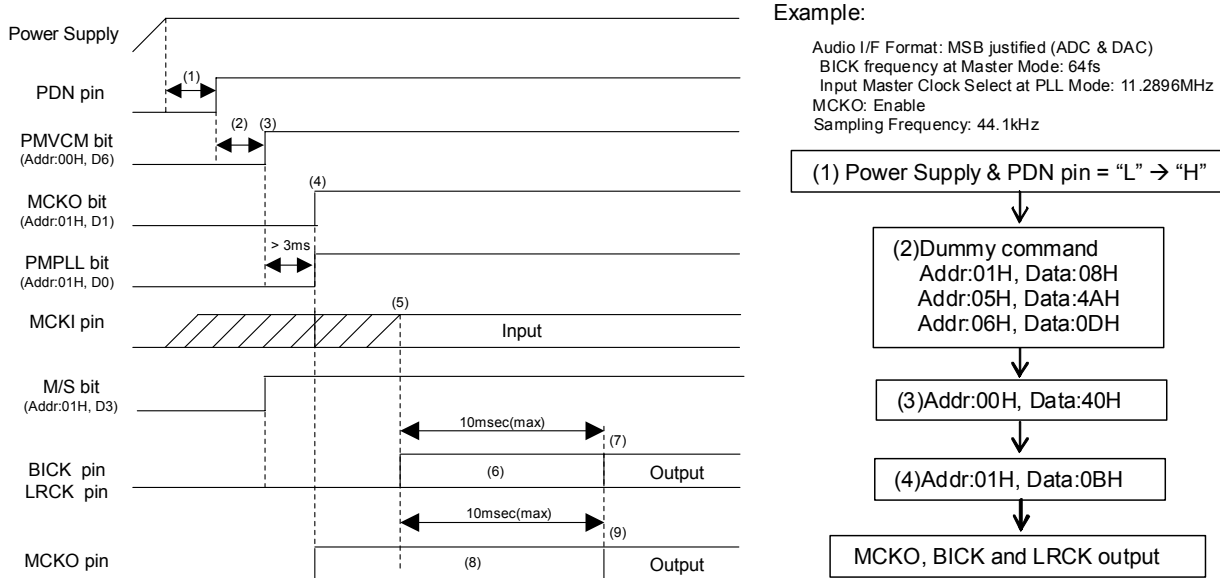 Power Supply
(1)
PDN pin
(2)
(3)
PMVCM bit
(Addr:00H, D6)
(4)
MCKO bit
(Addr:01H, D1)
> 3ms
PMPLL bit
(Addr:01H, D0)
(5)
MCKI pin
Input
M/S bit
(Addr:01H, D3)
10msec(max)
(7)
BICK pin
(6)
Output
LRCK pin
10msec(max)
(9)
MCKO pin
(8)
Output
Example:
Audio I/F Format: MSB justified (ADC & DAC)
BICK frequency at Master Mode: 64fs
Input Master Clock Select at PLL Mode: 11.2896MHz
MCKO: Enable
Sampling Frequency: 44.1kHz
(1) Power Supply & PDN pin = “L” → “H”
(2)Dummy command
Addr:01H, Data:08H
Addr:05H, Data:4AH
Addr:06H, Data:0DH
(3)Addr:00H, Data:40H
(4)Addr:01H, Data:0BH
MCKO, BICK and LRCK output